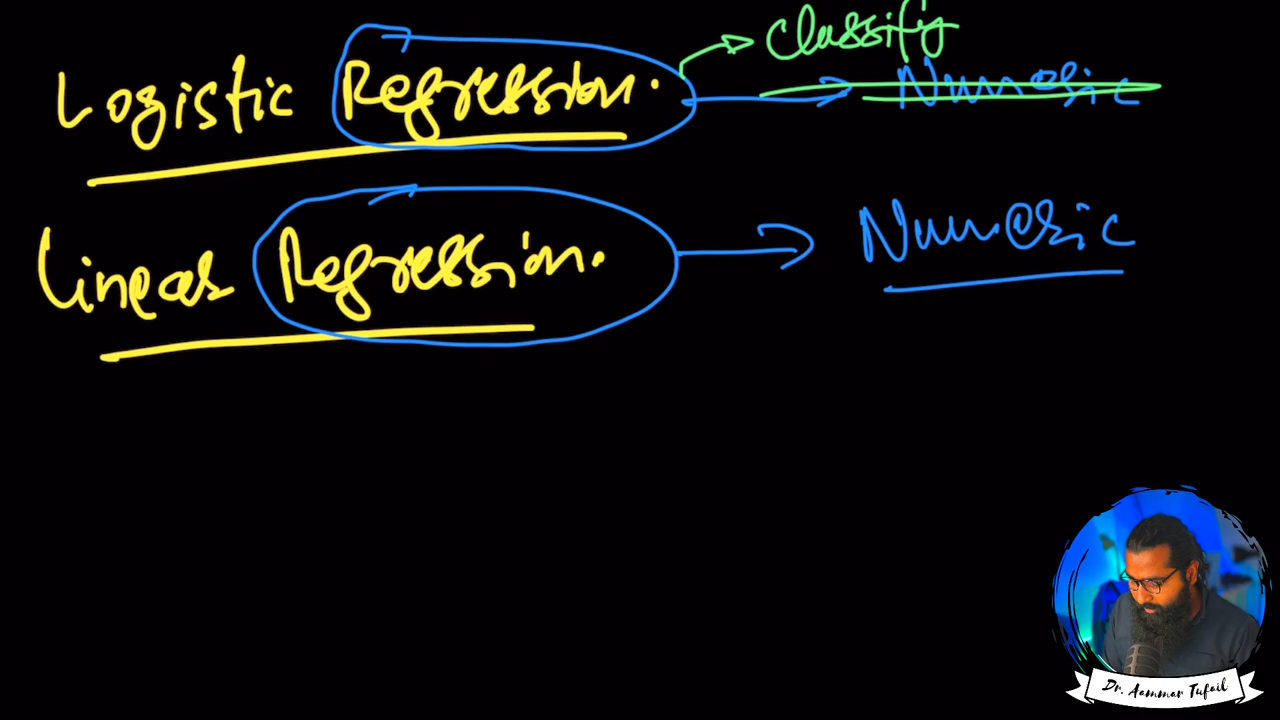 Classify
Logistic Regression.
Numeric
Linear Regression.
Numeric
Dr. Aammar Tufail